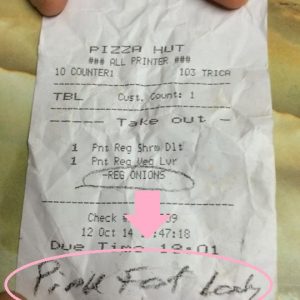 PIZZA HUT
### ALL PRINTER ###
10 COUNTER1 103 TRICA
TBL Cust. Count: 1
Take out -
1 Pnt Reg Shrm Dlt
1 Pnt Reg Veg Lvr
-REG ONIONS
Check 09
12 Oct 14 :47:18
Due Time 18:01
Pink Fat Lady